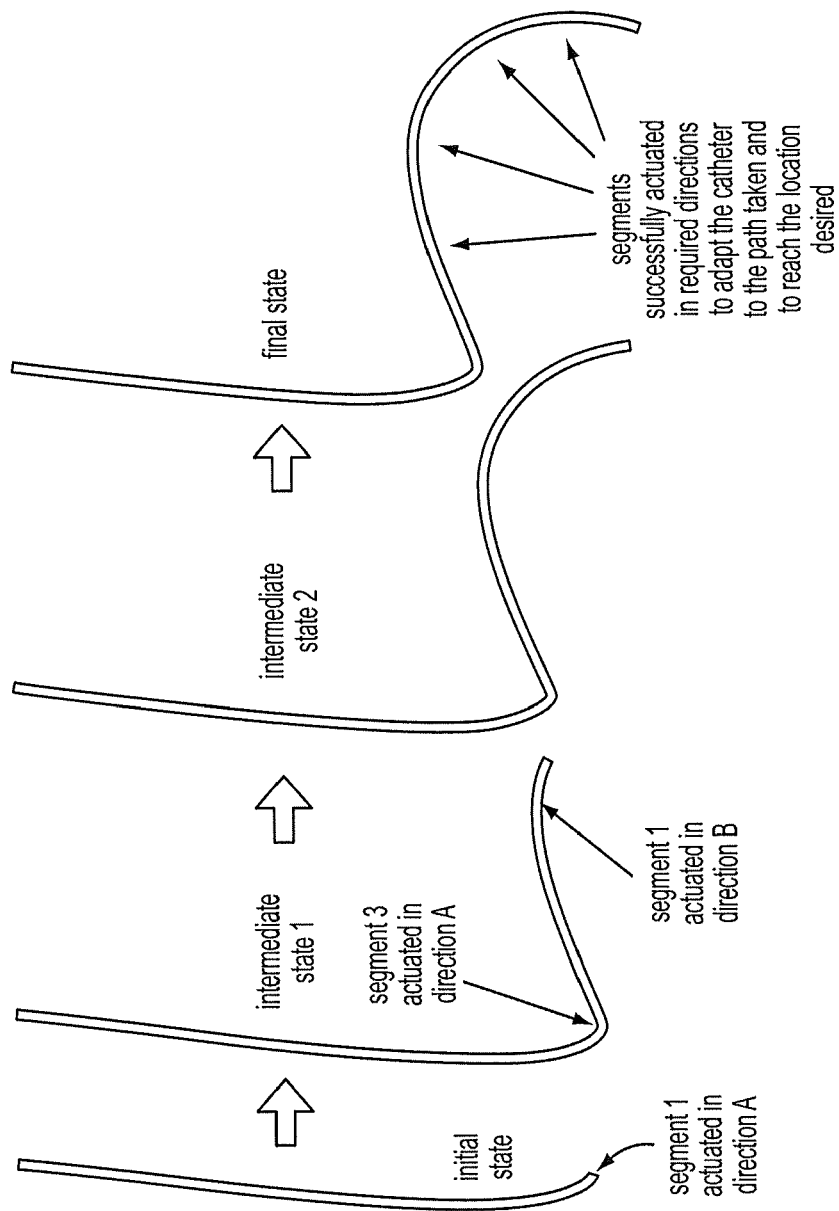 initial
state
segment 1
actuated in
direction A
intermediate
state 1
segment 3
actuated in
direction A
segment 1
actuated in
direction B
intermediate
state 2
final state
segments
successfully actuated
in required directions
to adapt the catheter
to the path taken and
to reach the location
desired